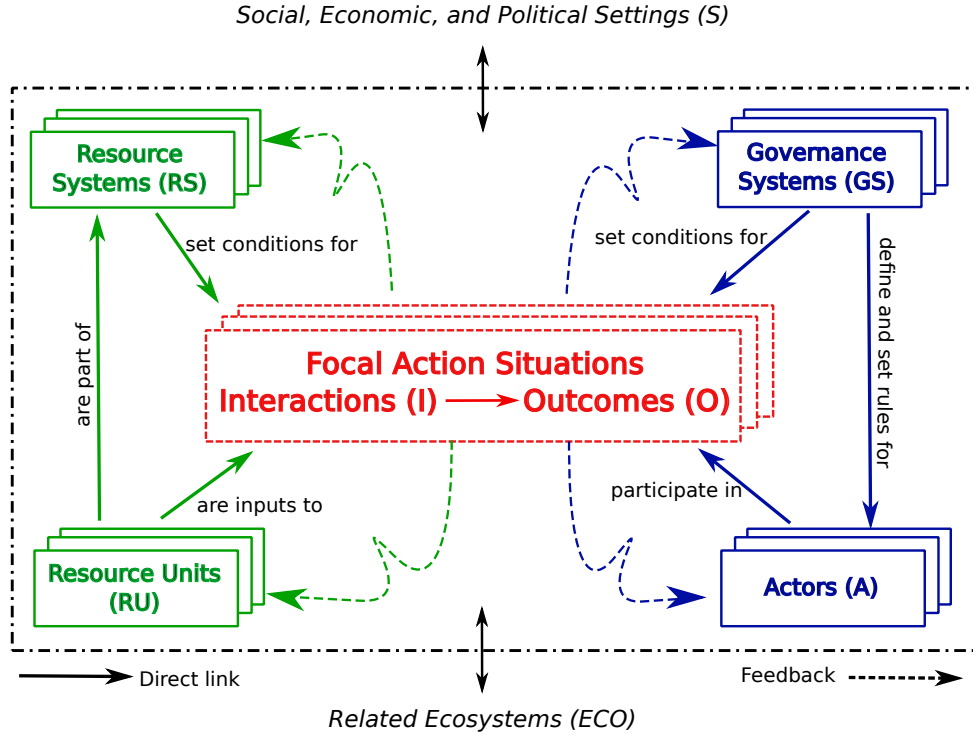 Social, Economic, and Political Settings (S)
Resource
Systems (RS)
Governance
Systems (GS)
set conditions for
set conditions for
are part of
define and set rules for
Focal Action Situations
Interactions (I) Outcomes (O)
are inputs to
participate in
Resource Units
(RU)
Actors (A)
Direct link
Feedback
Related Ecosystems (ECO)